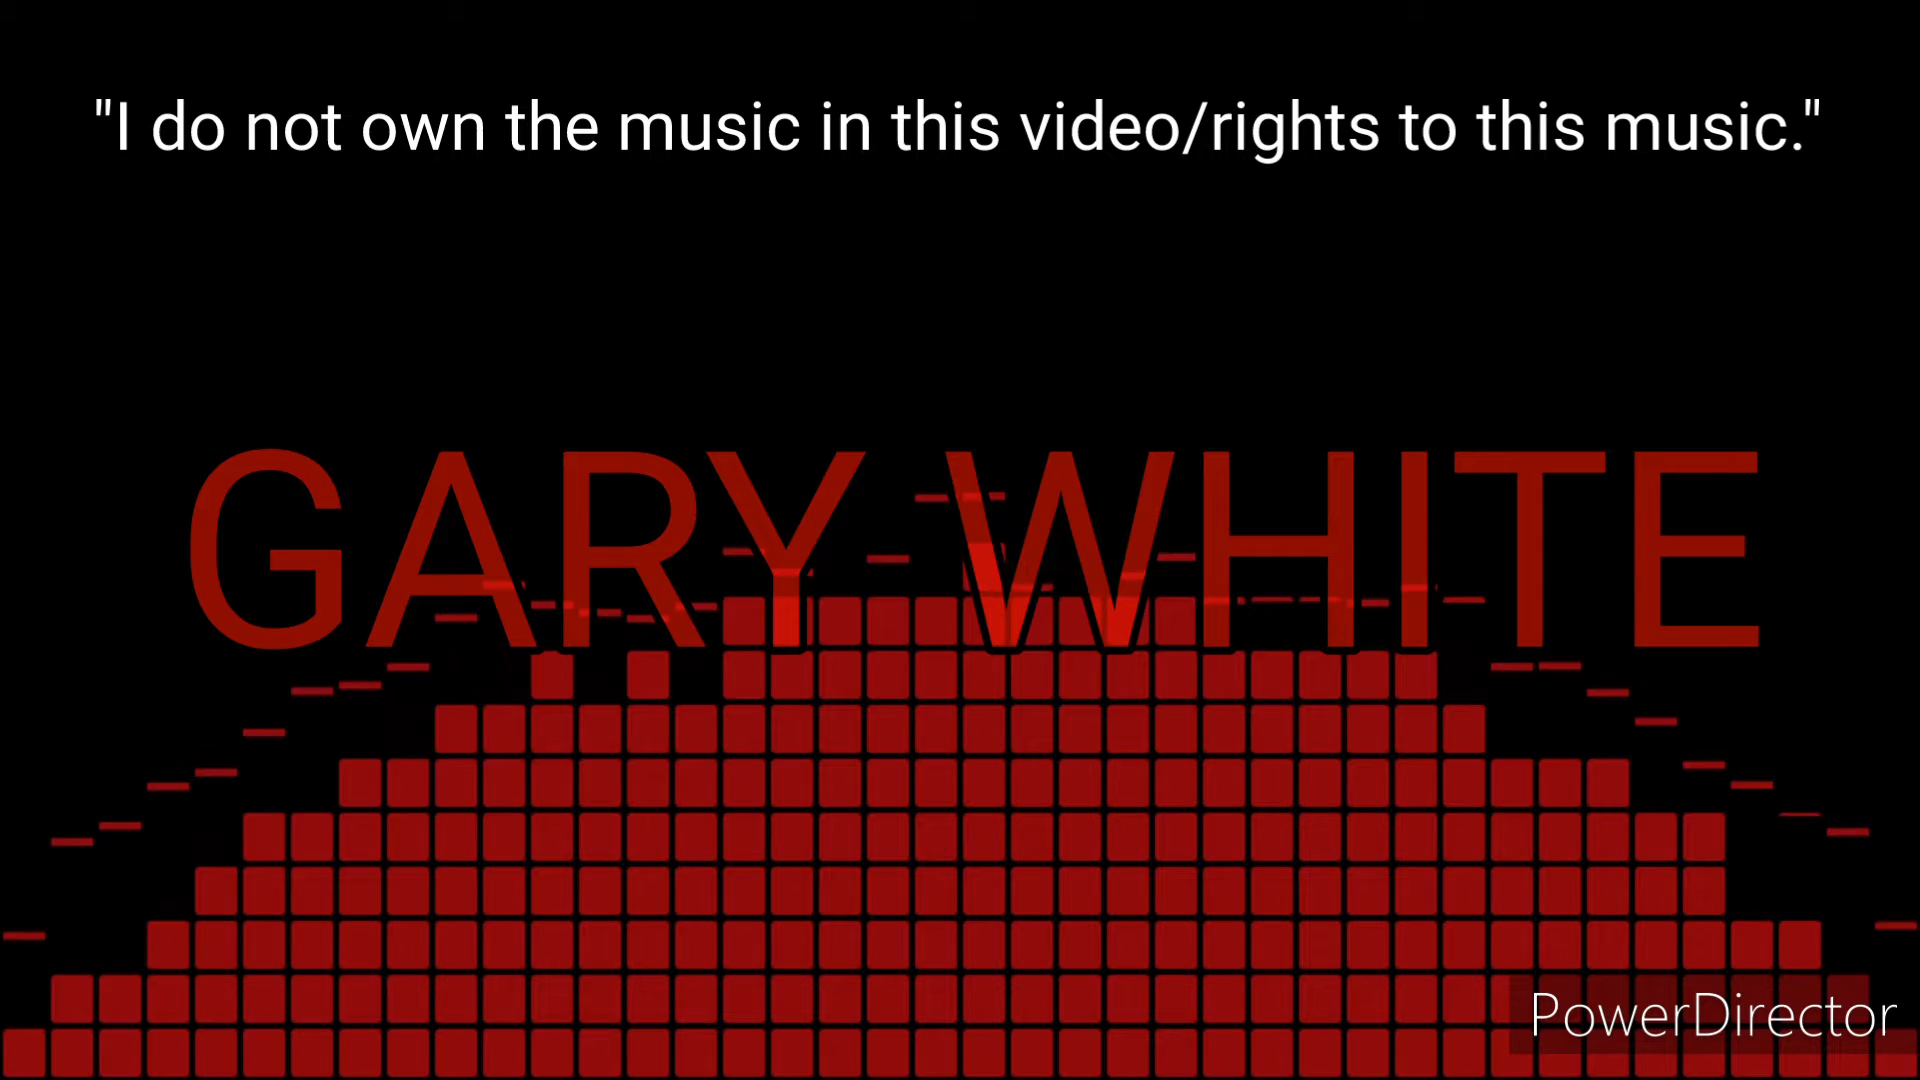 "I do not own the music in this video/rights to this music."
GARY WHITE
PowerDirector